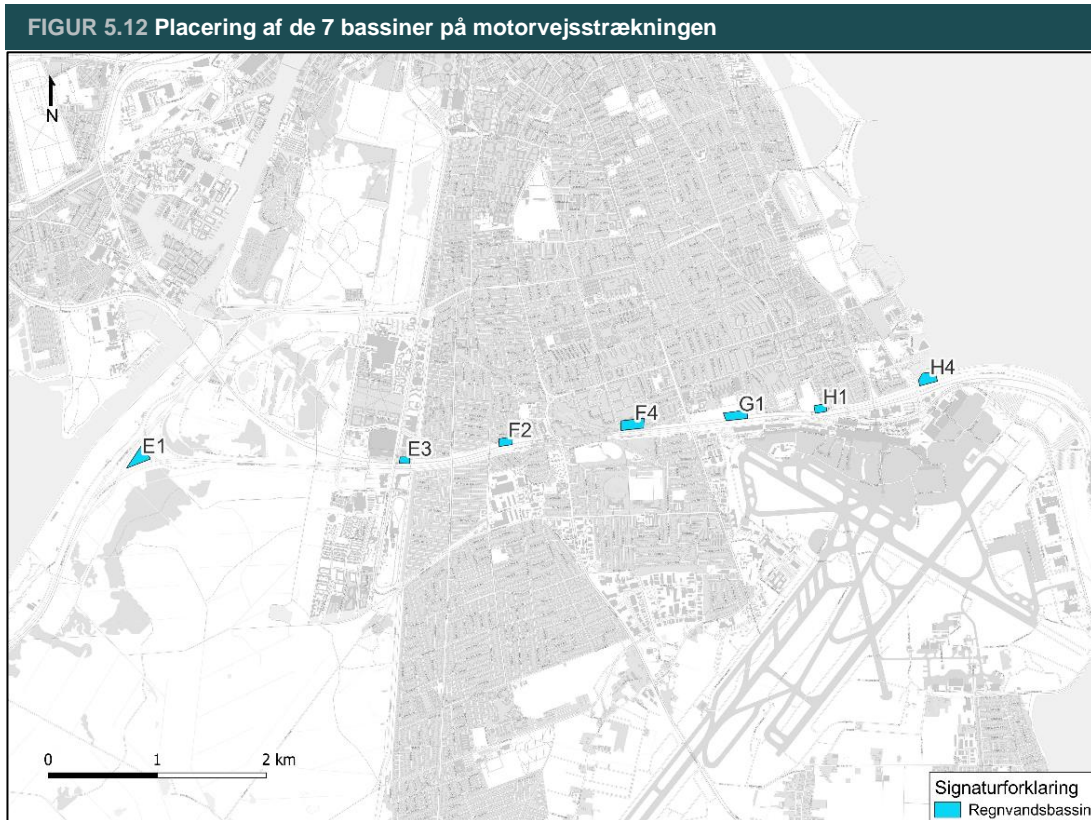 FIGUR 5.12 Placering af de 7 bassiner på motorvejsstrækningen
N
H4
H1
G1
F4
F2
E3
E1
0 1 2 km
Signaturforklaring
Regnvandsbassin